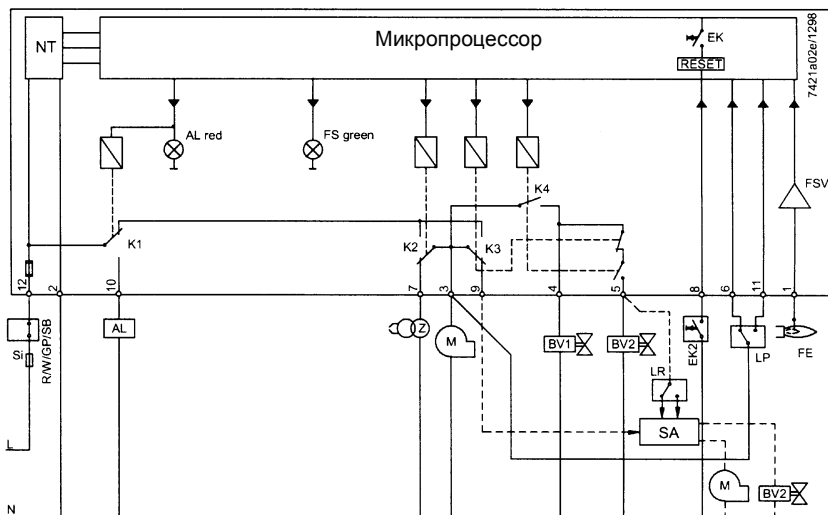 Микропроцессор
NT
EK
RESET
7421a02e/1298
AL red
FS green
FSV
K4
K1
K2
K3
12
2
10
7
3
9
4
5
8
6
11
1
Si
R/W/GP/SB
AL
Z
M
BV1
BV2
EK2
LP
FE
LR
SA
L
M
BV2
N